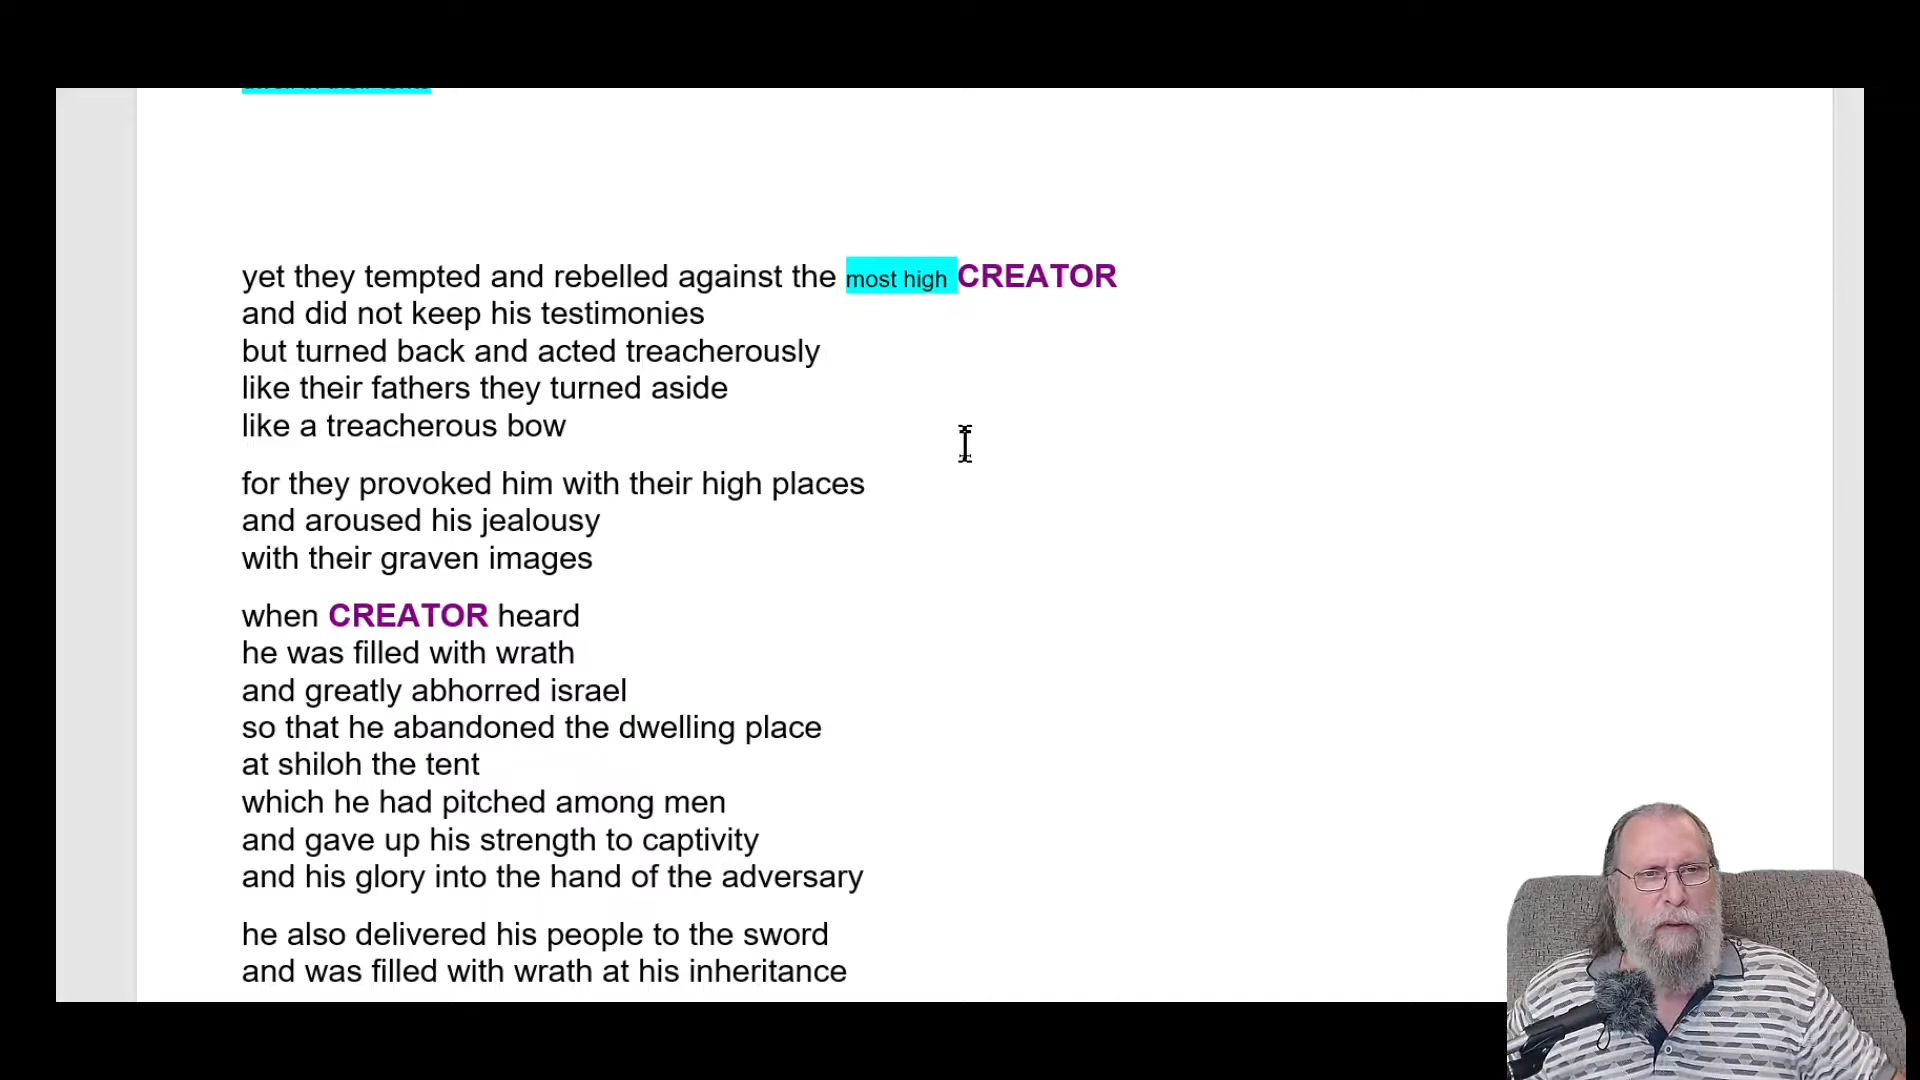 yet they tempted and rebelled against the most high CREATOR
and did not keep his testimonies
but turned back and acted treacherously
like their fathers they turned aside
like a treacherous bow
for they provoked him with their high places
and aroused his jealousy
with their graven images
when CREATOR heard
he was filled with wrath
and greatly abhorred israel
so that he abandoned the dwelling place
at shiloh the tent
which he had pitched among men
and gave up his strength to captivity
and his glory into the hand of the adversary
he also delivered his people to the sword
and was filled with wrath at his inheritance